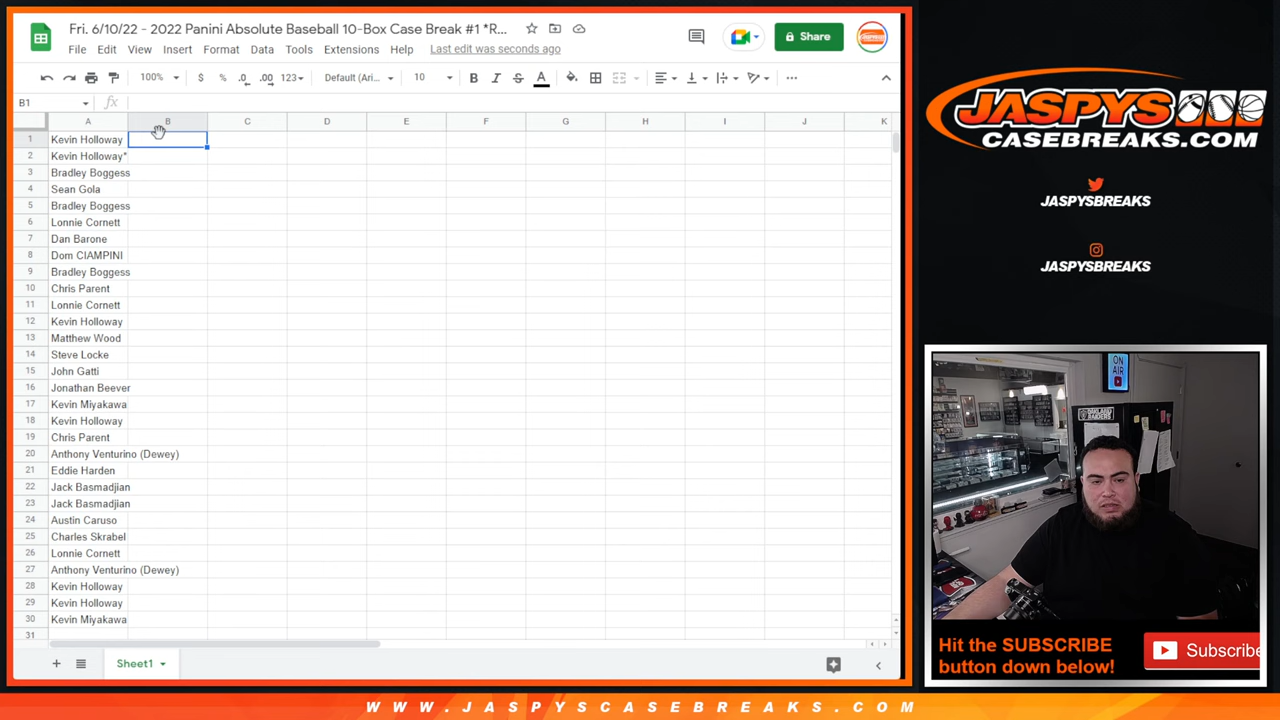 Fri. 6/10/22 - 2022 Panini Absolute Baseball 10-Box Case Break #1 *R...
File Edit View Insert Format Data Tools Extensions Help Last edit was seconds ago
Share
100% $ % .0 .00 123 Default (Ari... 10 B I S A
B1 fx
A B C D E F G H I J K
1 Kevin Holloway
2 Kevin Holloway*
3 Bradley Boggess
4 Sean Gola
5 Bradley Boggess
6 Lonnie Cornett
7 Dan Barone
8 Dom CIAMPINI
9 Bradley Boggess
10 Chris Parent
11 Lonnie Cornett
12 Kevin Holloway
13 Matthew Wood
14 Steve Locke
15 John Gatti
16 Jonathan Beever
17 Kevin Miyakawa
18 Kevin Holloway
19 Chris Parent
20 Anthony Venturino (Dewey)
21 Eddie Harden
22 Jack Basmadjian
23 Jack Basmadjian
24 Austin Caruso
25 Charles Skrabel
26 Lonnie Cornett
27 Anthony Venturino (Dewey)
28 Kevin Holloway
29 Kevin Holloway
30 Kevin Miyakawa
31
Sheet1
JASPYS
CASEBREAKS.COM
JASPYSBREAKS
JASPYSBREAKS
ON
AIR
Hit the SUBSCRIBE
button down below!
Subscribe
WWW.JASPYSCASEBREAKS.COM